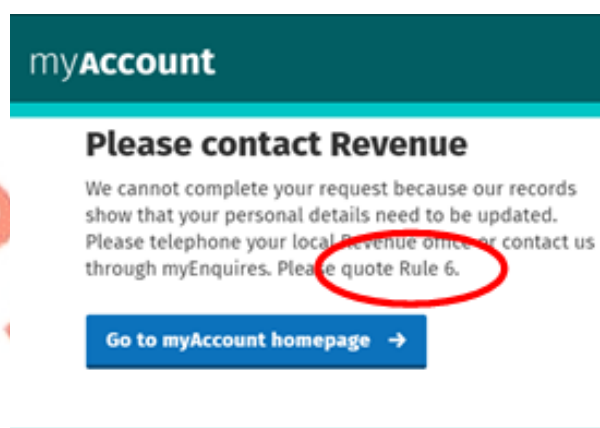 myAccount
Please contact Revenue
We cannot complete your request because our records
show that your personal details need to be updated.
Please telephone your local Revenue office or contact us
through myEnquires. Please quote Rule 6.
Go to myAccount homepage →